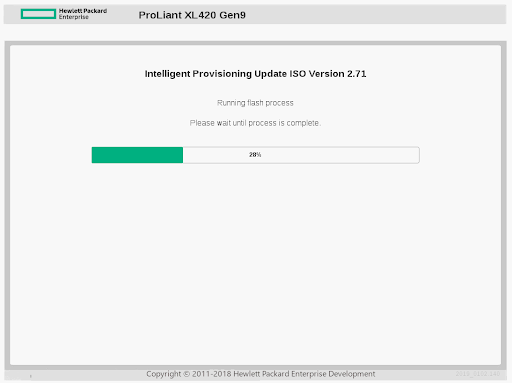 Hewlett Packard
Enterprise
ProLiant XL420 Gen9
Intelligent Provisioning Update ISO Version 2.71
Running flash process
Please wait until process is complete.
28%
Copyright © 2011-2018 Hewlett Packard Enterprise Development